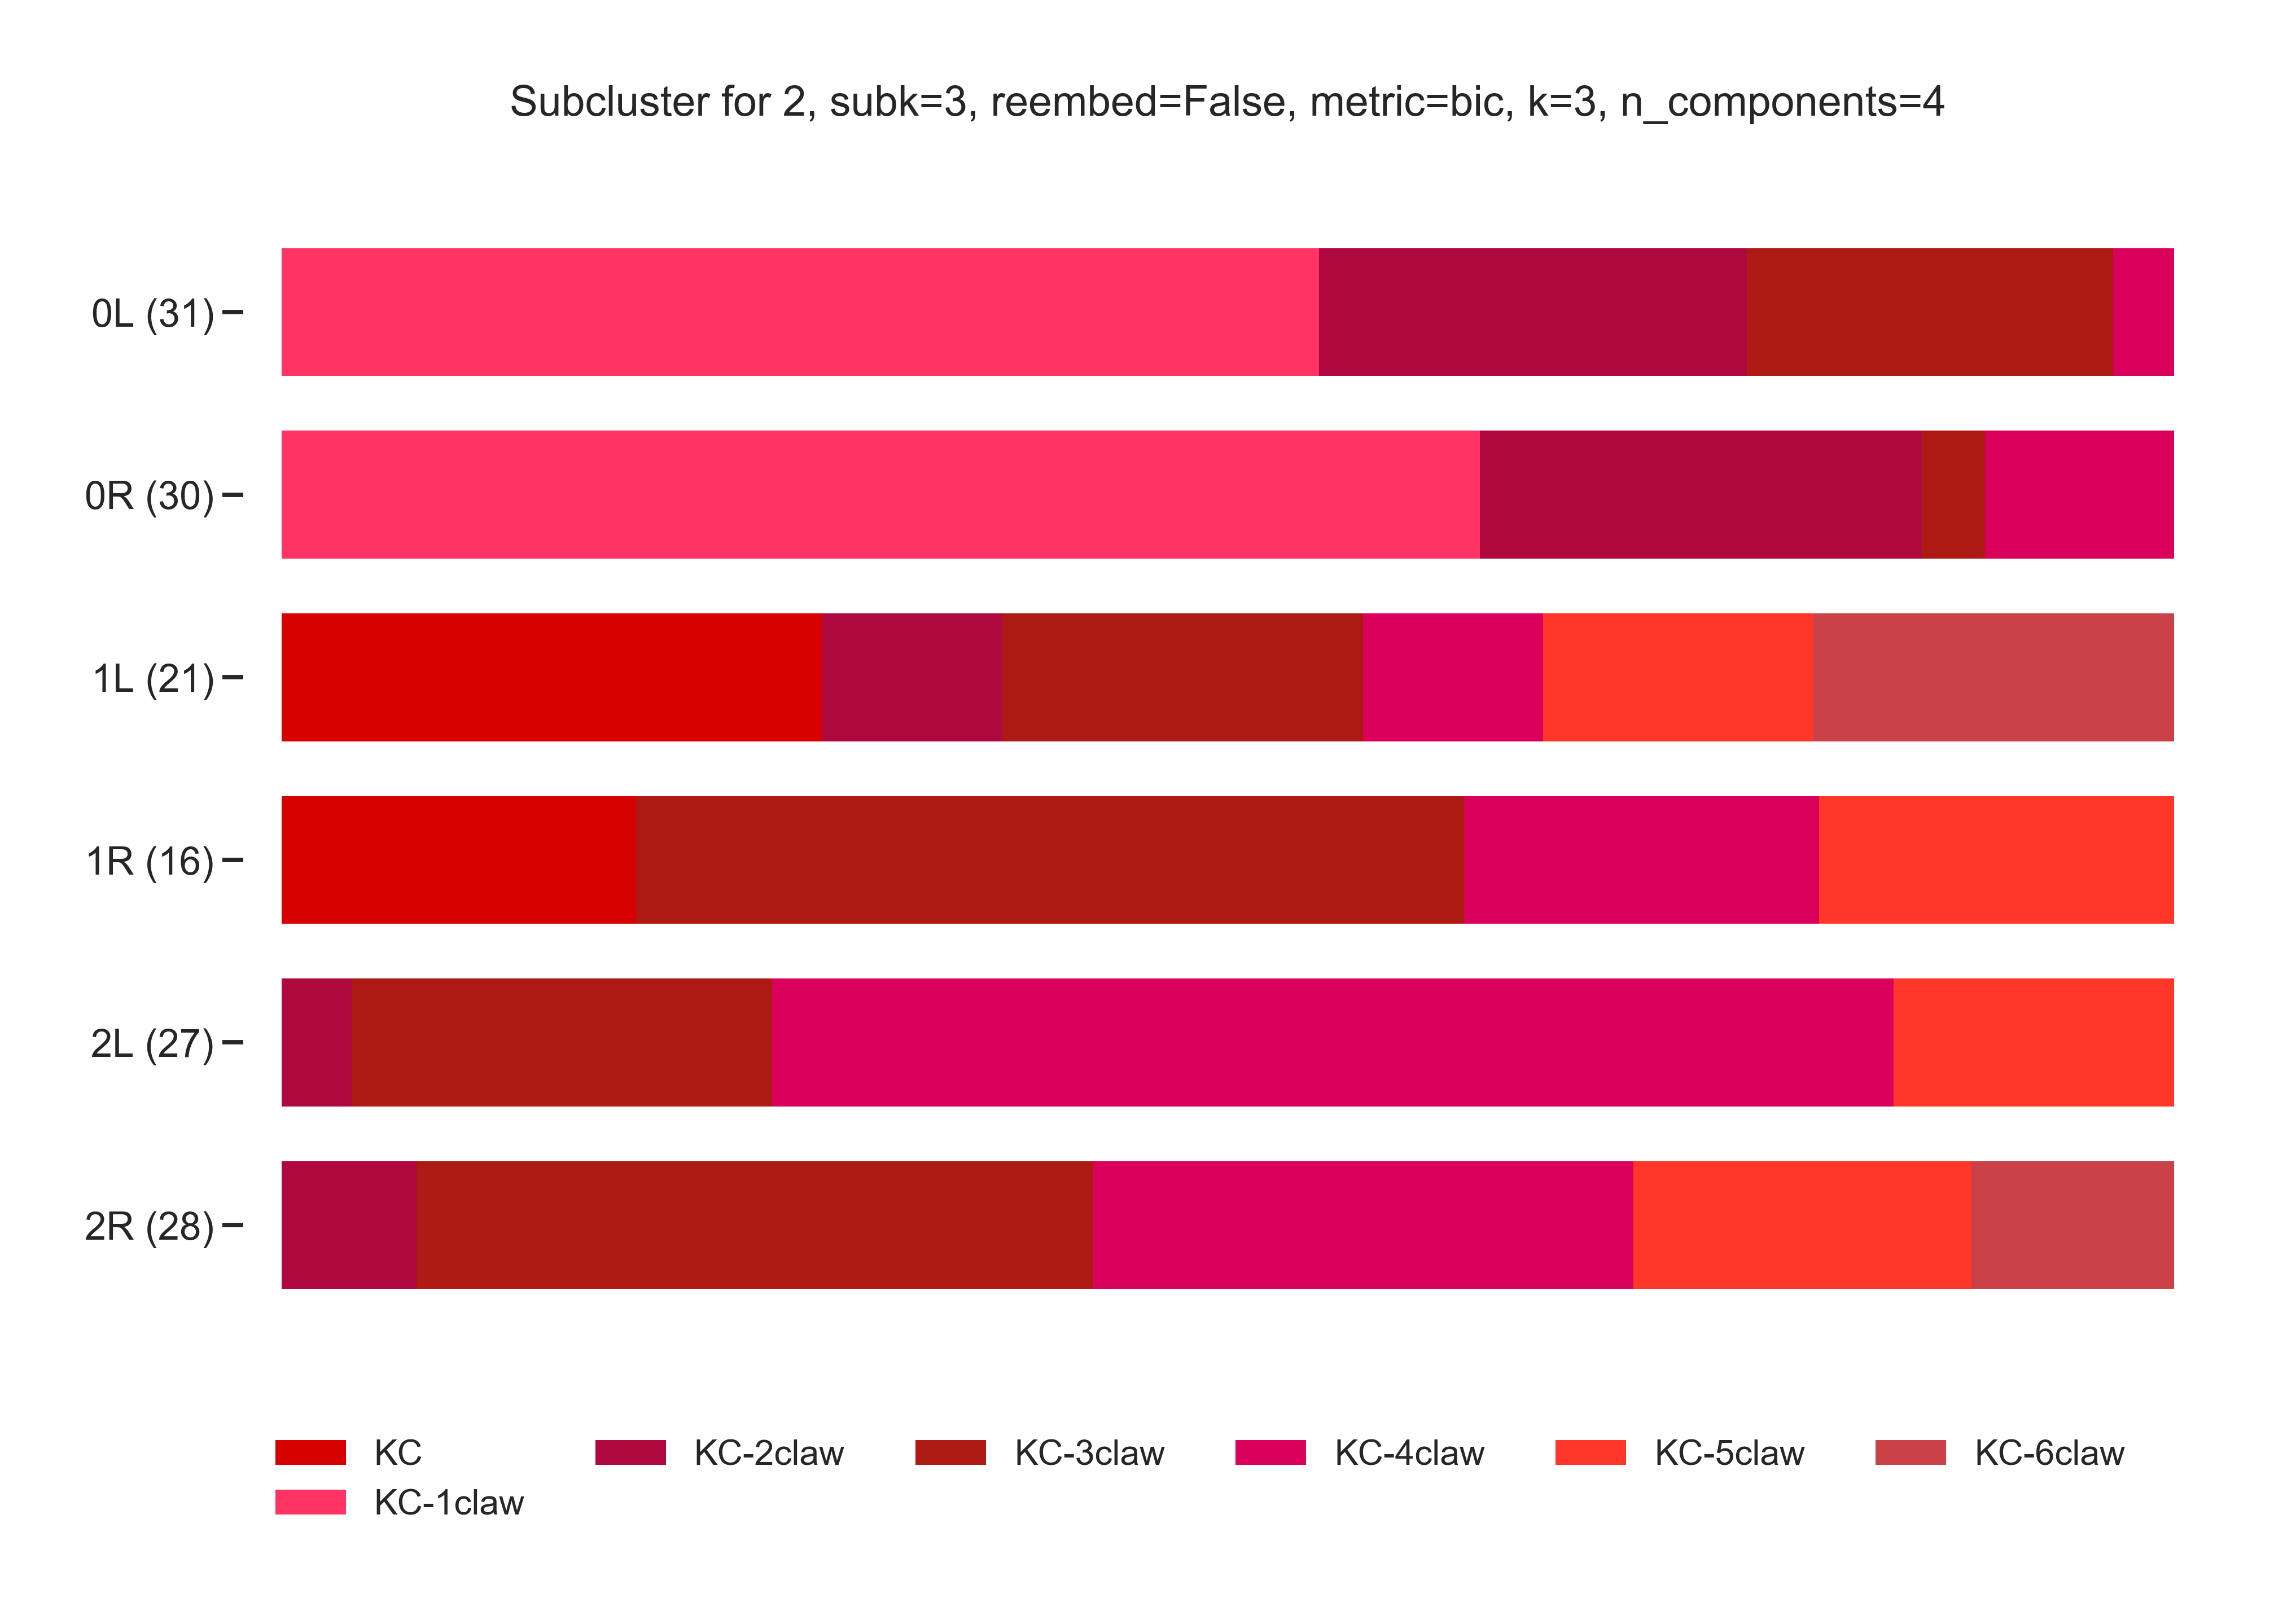 Subcluster for 2, subk=3, reembed=False, metric=bic, k=3, n_components=4
0L (31)
0R (30)
1L (21)
1R (16)
2L (27)
2R (28)
KC KC-2claw KC-3claw KC-4claw KC-5claw KC-6claw
KC-1claw